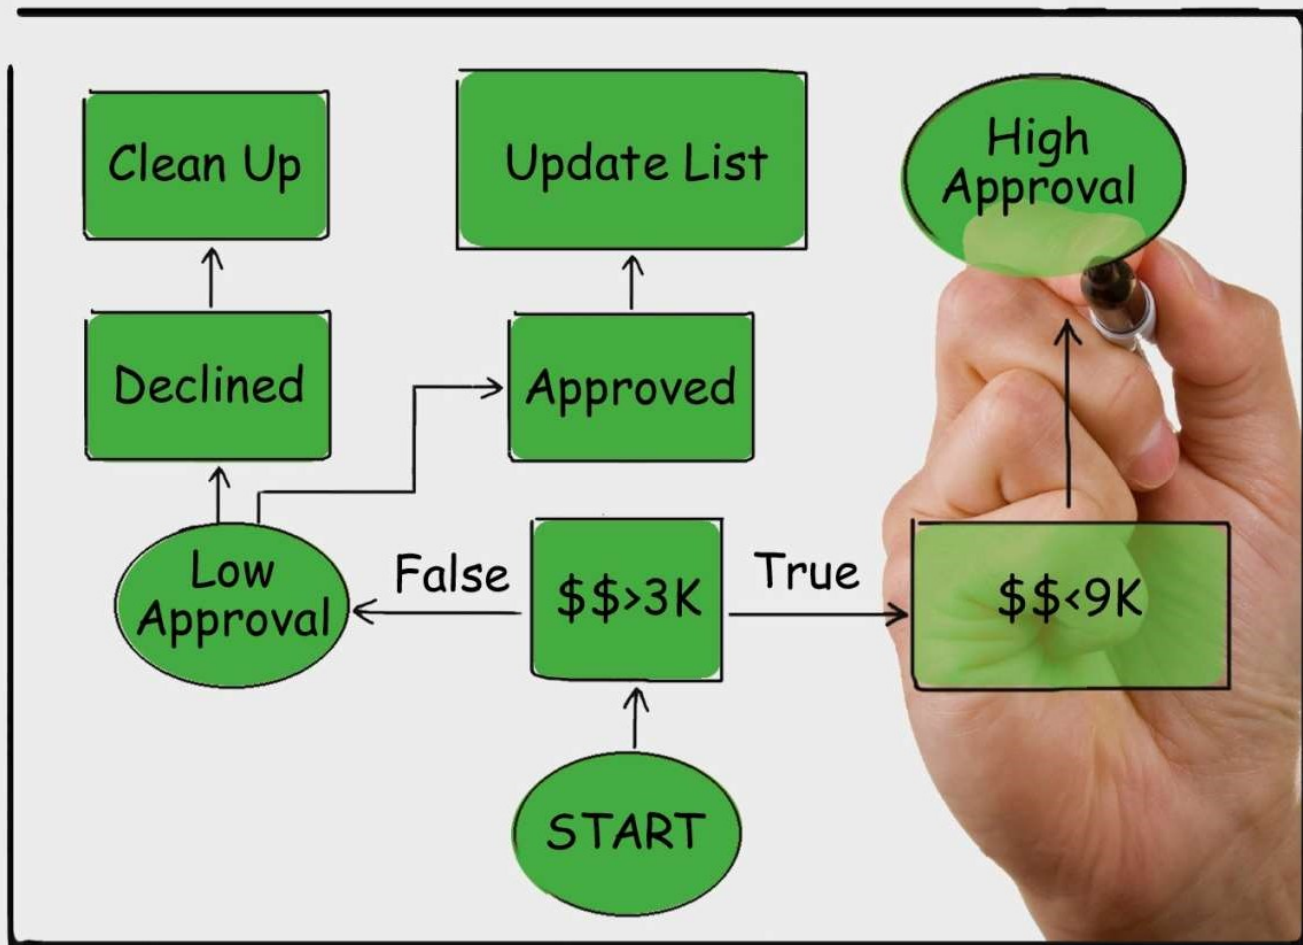 Clean Up
Update List
High
Approval
Declined
Approved
Low
Approval
False
$$>3K
True
$$<9K
START